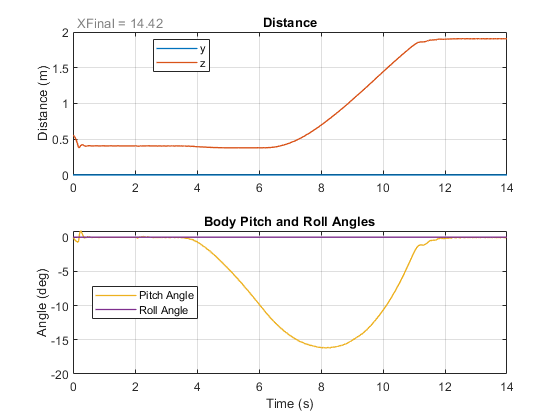 XFinal = 14.42
Distance
y
z
Distance (m)
2
1.5
1
0.5
0
0 2 4 6 8 10 12 14
Body Pitch and Roll Angles
Pitch Angle
Roll Angle
Angle (deg)
0
-5
-10
-15
-20
0 2 4 6 8 10 12 14
Time (s)